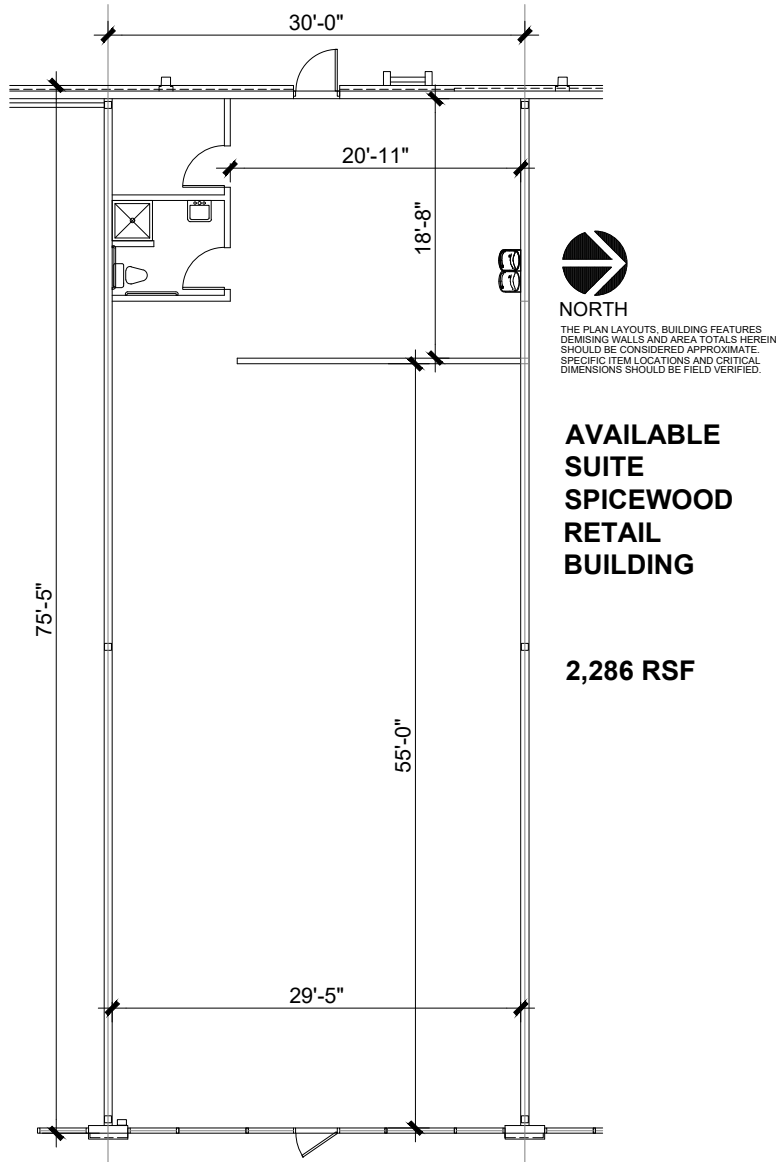 30'-0"
20'-11"
18'-8"
NORTH
THE PLAN LAYOUTS, BUILDING FEATURES
DEMISING WALLS AND AREA TOTALS HEREIN
SHOULD BE CONSIDERED APPROXIMATE.
SPECIFIC ITEM LOCATIONS AND CRITICAL
DIMENSIONS SHOULD BE FIELD VERIFIED.
AVAILABLE
SUITE
SPICEWOOD
RETAIL
BUILDING
75'-5"
2,286 RSF
55'-0"
29'-5"